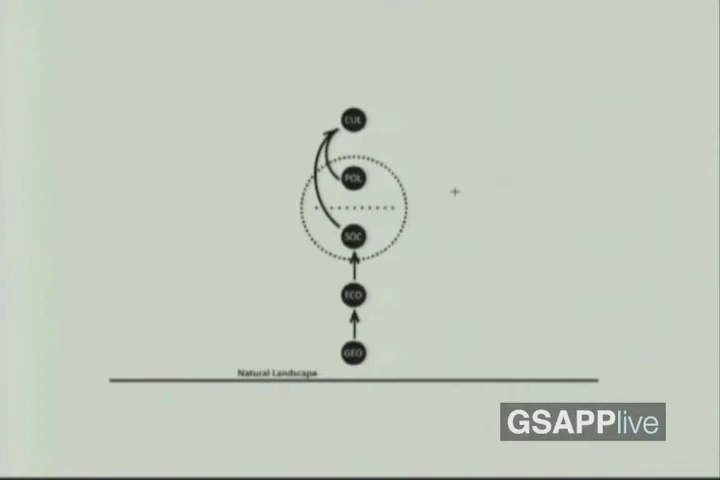 CUL
POL
SOC
ECO
GEO
Natural Landscape
GSAPPlive